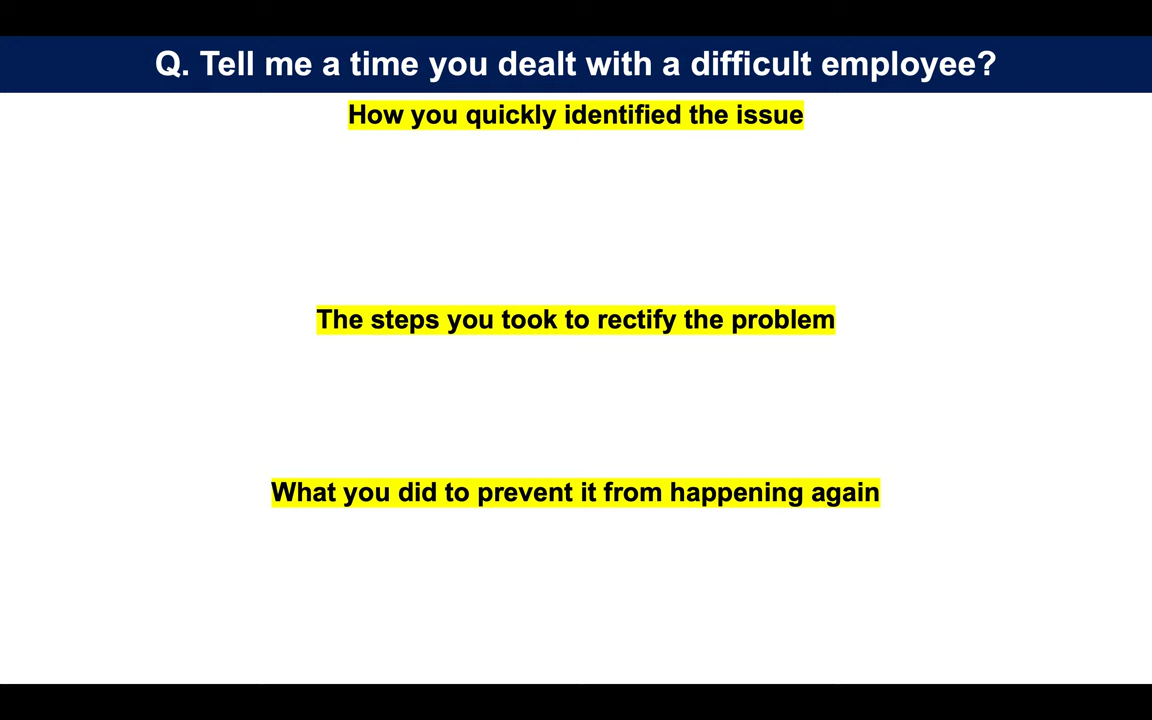 Q. Tell me a time you dealt with a difficult employee?
How you quickly identified the issue
The steps you took to rectify the problem
What you did to prevent it from happening again